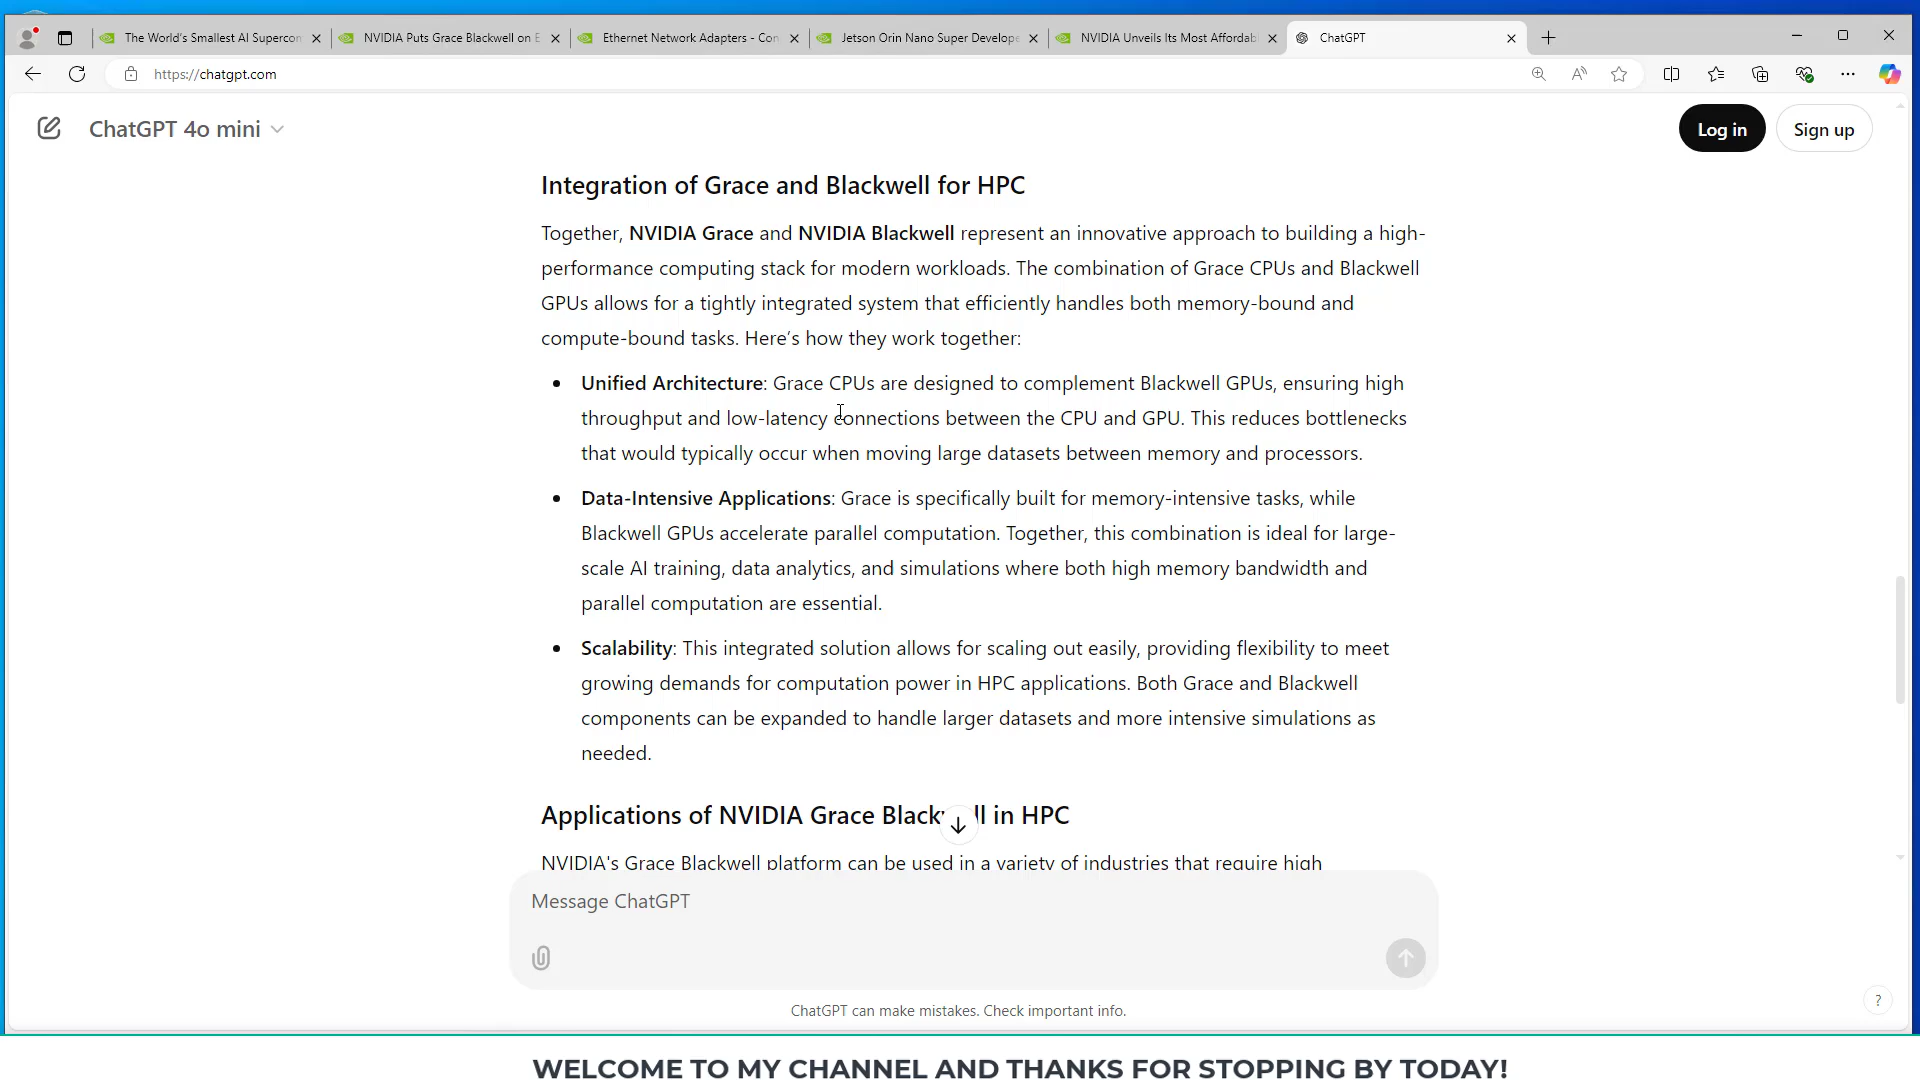 The World's Smallest AI Supercom
NVIDIA Puts Grace Blackwell on E
Ethernet Network Adapters - Con
Jetson Orin Nano Super Develope
NVIDIA Unveils Its Most Affordab
ChatGPT
https://chatgpt.com
ChatGPT 4o mini
Log in
Sign up
Integration of Grace and Blackwell for HPC
Together, NVIDIA Grace and NVIDIA Blackwell represent an innovative approach to building a high-
performance computing stack for modern workloads. The combination of Grace CPUs and Blackwell
GPUs allows for a tightly integrated system that efficiently handles both memory-bound and
compute-bound tasks. Here's how they work together:
• Unified Architecture: Grace CPUs are designed to complement Blackwell GPUs, ensuring high
throughput and low-latency connections between the CPU and GPU. This reduces bottlenecks
that would typically occur when moving large datasets between memory and processors.
• Data-Intensive Applications: Grace is specifically built for memory-intensive tasks, while
Blackwell GPUs accelerate parallel computation. Together, this combination is ideal for large-
scale AI training, data analytics, and simulations where both high memory bandwidth and
parallel computation are essential.
• Scalability: This integrated solution allows for scaling out easily, providing flexibility to meet
growing demands for computation power in HPC applications. Both Grace and Blackwell
components can be expanded to handle larger datasets and more intensive simulations as
needed.
Applications of NVIDIA Grace Blackwell in HPC
NVIDIA's Grace Blackwell platform can be used in a variety of industries that require high
Message ChatGPT
ChatGPT can make mistakes. Check important info.
?
WELCOME TO MY CHANNEL AND THANKS FOR STOPPING BY TODAY!